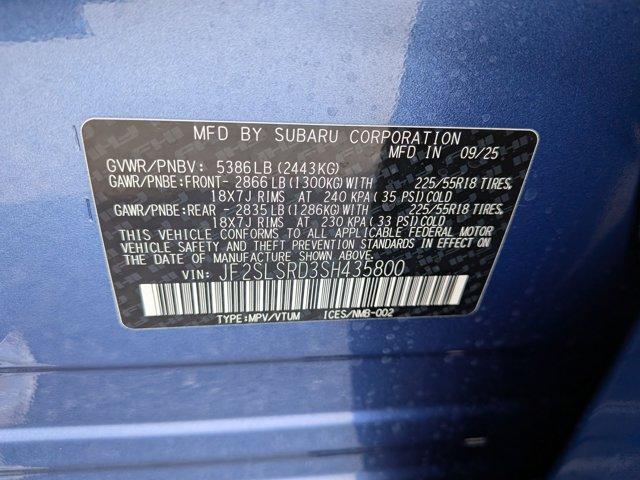 MFD BY SUBARU CORPORATION
MFD IN 09/25
GVWR/PNBV: 5386LB (2443KG)
GAWR/PNBE:FRONT- 2866 LB(1300KG)WITH 225/55R18 TIRES,
18X7J RIMS AT 240 KPA ( 35 PSI) COLD
GAWR/PNBE:REAR - 2835 LB(1286KG)WITH 225/55R18 TIRES,
18X7J RIMS AT 230 KPA ( 33 PSI) COLD
THIS VEHICLE CONFORMS TO ALL APPLICABLE FEDERAL MOTOR
VEHICLE SAFETY AND THEFT PREVENTION STANDARDS IN EFFECT ON
THE DATE OF MANUFACTURE SHOWN ABOVE.
VIN: JF2SLSRD3SH435800
TYPE:MPV/VTUM ICES/NMB-002